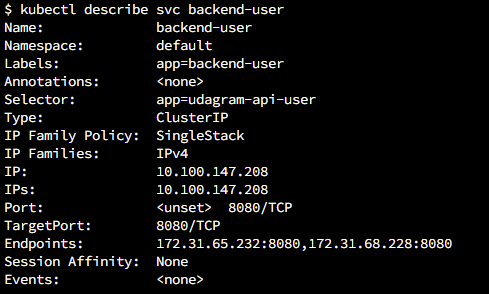 $ kubectl describe svc backend-user
Name:              backend-user
Namespace:         default
Labels:            app=backend-user
Annotations:       <none>
Selector:          app=udagram-api-user
Type:              ClusterIP
IP Family Policy:  SingleStack
IP Families:       IPv4
IP:                10.100.147.208
IPs:               10.100.147.208
Port:              <unset>  8080/TCP
TargetPort:        8080/TCP
Endpoints:         172.31.65.232:8080,172.31.68.228:8080
Session Affinity:  None
Events:            <none>